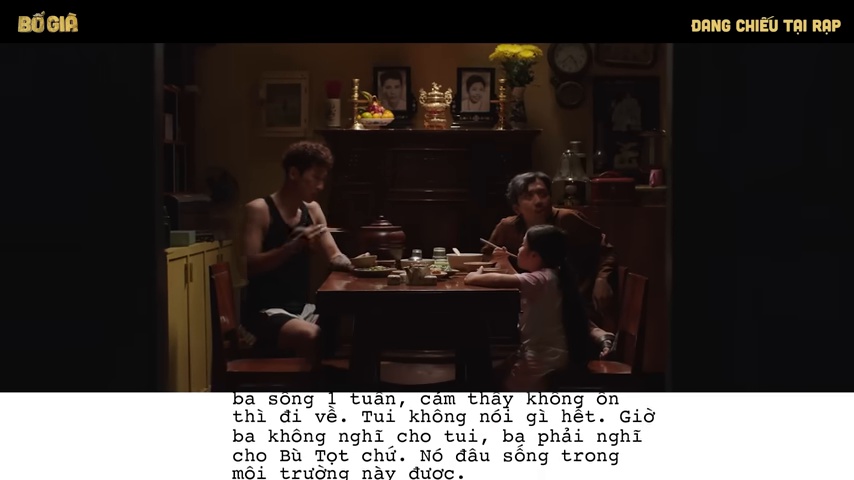 BỐ GIÀ
ĐANG CHIẾU TẠI RẠP
ba sống 1 tuần, cảm thấy không ổn
thì đi về. Tui không nói gì hết. Giờ
ba không nghĩ cho tui, ba phải nghĩ
cho Bù Tọt chứ. Nó đâu sống trong
môi trường này được.